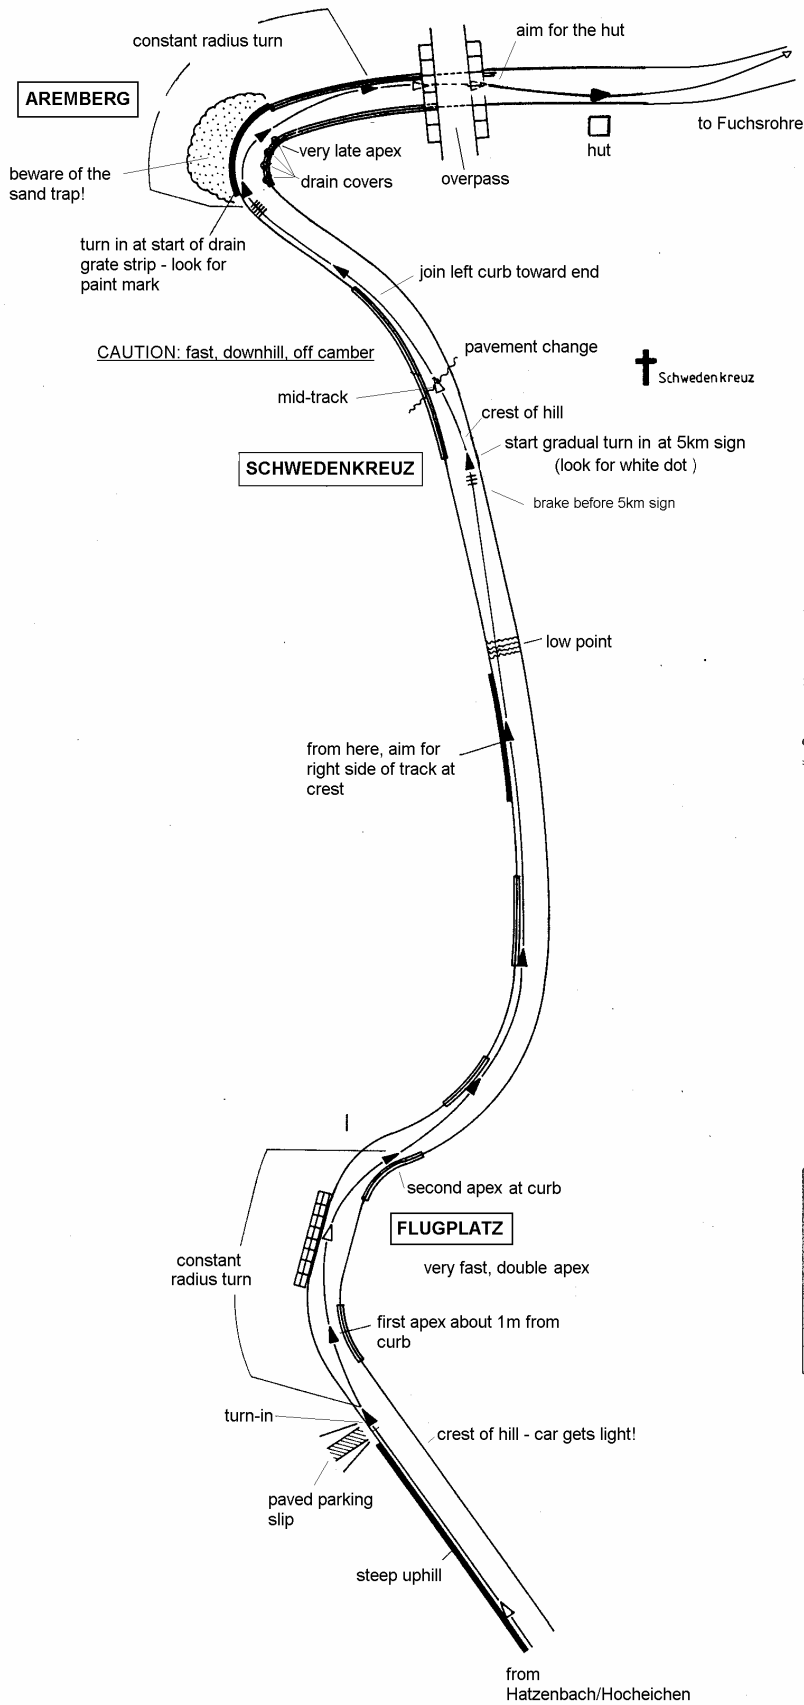 aim for the hut
constant radius turn
AREMBERG
to Fuchsrohre
hut
very late apex
drain covers
overpass
beware of the
sand trap!
turn in at start of drain
grate strip - look for
paint mark
join left curb toward end
CAUTION: fast, downhill, off camber
pavement change
Schwedenkreuz
mid-track
crest of hill
start gradual turn in at 5km sign
(look for white dot )
SCHWEDENKREUZ
brake before 5km sign
low point
from here, aim for
right side of track at
crest
second apex at curb
FLUGPLATZ
very fast, double apex
constant
radius turn
first apex about 1m from
curb
turn-in
crest of hill - car gets light!
paved parking
slip
steep uphill
from
Hatzenbach/Hocheichen